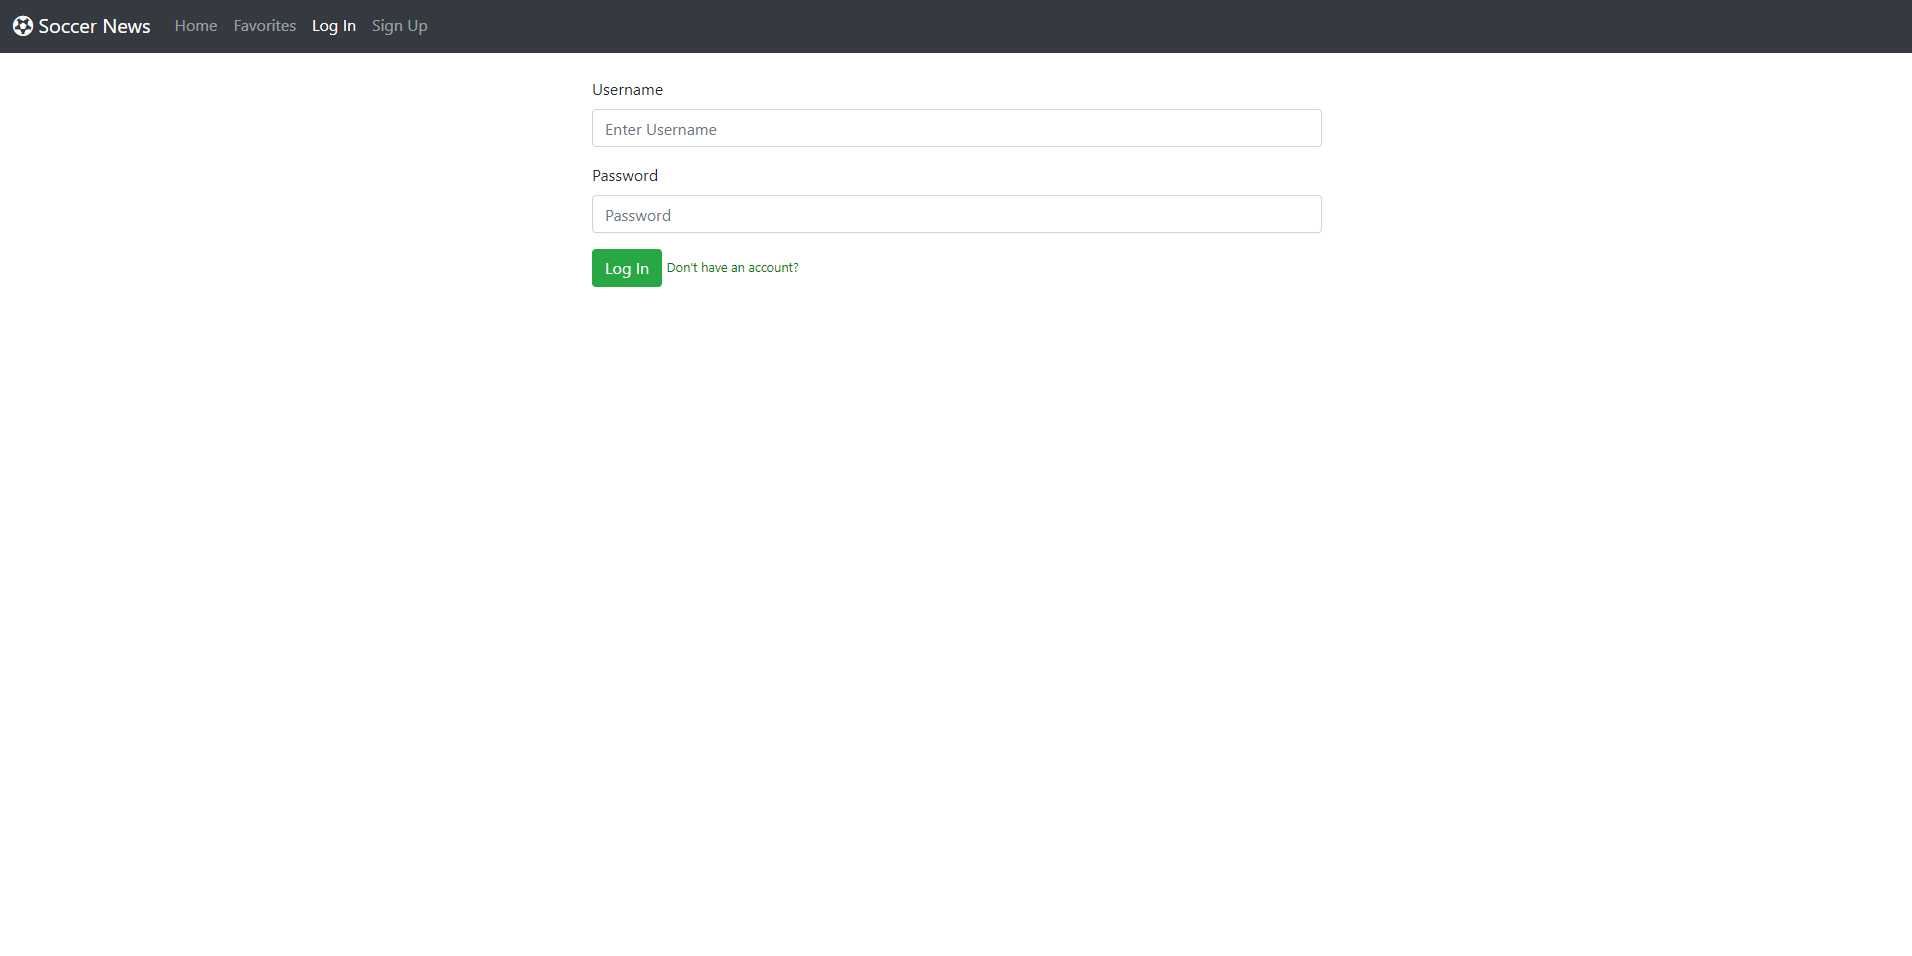 Soccer News Home Favorites Log In Sign Up
Username
Enter Username
Password
Password
Log In Don't have an account?